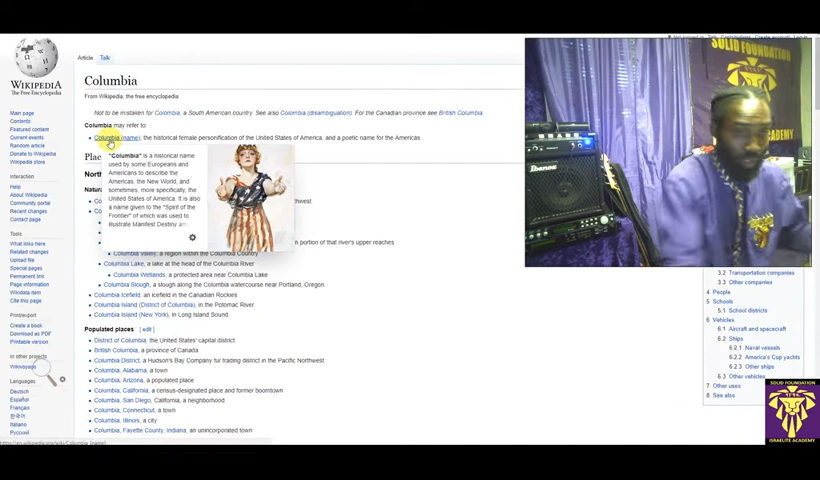 WIKIPEDIA
The Free Encyclopedia
Main page
Contents
Featured content
Current events
Random article
Donate to Wikipedia
Wikipedia store
Interaction
Help
About Wikipedia
Community portal
Recent changes
Contact page
Tools
What links here
Related changes
Upload file
Special pages
Permanent link
Page information
Wikidata item
Cite this page
Print/export
Create a book
Download as PDF
Printable version
In other projects
Wikivoyage
Languages
Deutsch
Español
Français
한국어
Italiano
Русский
Article Talk
Columbia
From Wikipedia, the free encyclopedia
Not to be mistaken for Colombia, a South American country. See also Columbia (disambiguation). For the Canadian province see British Columbia.
Columbia may refer to:
Columbia (name), the historical female personification of the United States of America, and a poetic name for the Americas
"Columbia" is a historical name
used by some Europeans and
Americans to describe the
Americas, the New World, and
sometimes, more specifically, the
United States of America. It is also
a name given to the "Spirit of the
Frontier" of which was used to
illustrate Manifest Destiny
portion of that river's upper reaches
Columbia Valley, a region within the Columbia Country
Columbia Lake, a lake at the head of the Columbia River
Columbia Wetlands, a protected area near Columbia Lake
Columbia Slough, a slough along the Columbia watercourse near Portland, Oregon
Columbia Icefield, an icefield in the Canadian Rockies
Columbia Island (District of Columbia), in the Potomac River
Columbia Island (New York), in Long Island Sound
Populated places [edit]
District of Columbia, the United States' capital district
British Columbia, a province of Canada
Columbia District, a Hudson's Bay Company fur trading district in the Pacific Northwest
Columbia, Alabama, a town
Columbia, Arizona, a populated place
Columbia, California, a census-designated place and former boomtown
Columbia, San Diego, California, a neighborhood
Columbia, Connecticut, a town
Columbia, Illinois, a city
Columbia, Fayette County, Indiana, an unincorporated town
3.2 Transportation companies
3.3 Other companies
4 People
5 Schools
5.1 School districts
6 Vehicles
6.1 Aircraft and spacecraft
6.2 Ships
6.2.1 Naval vessels
6.2.2 America's Cup yachts
6.2.4 Other ships
6.3 Other vehicles
7 Other uses
8 See also
SOLID FOUNDATION
ACADEMY
Ibanez
SOLID FOUNDATION
ISRAELITE ACADEMY